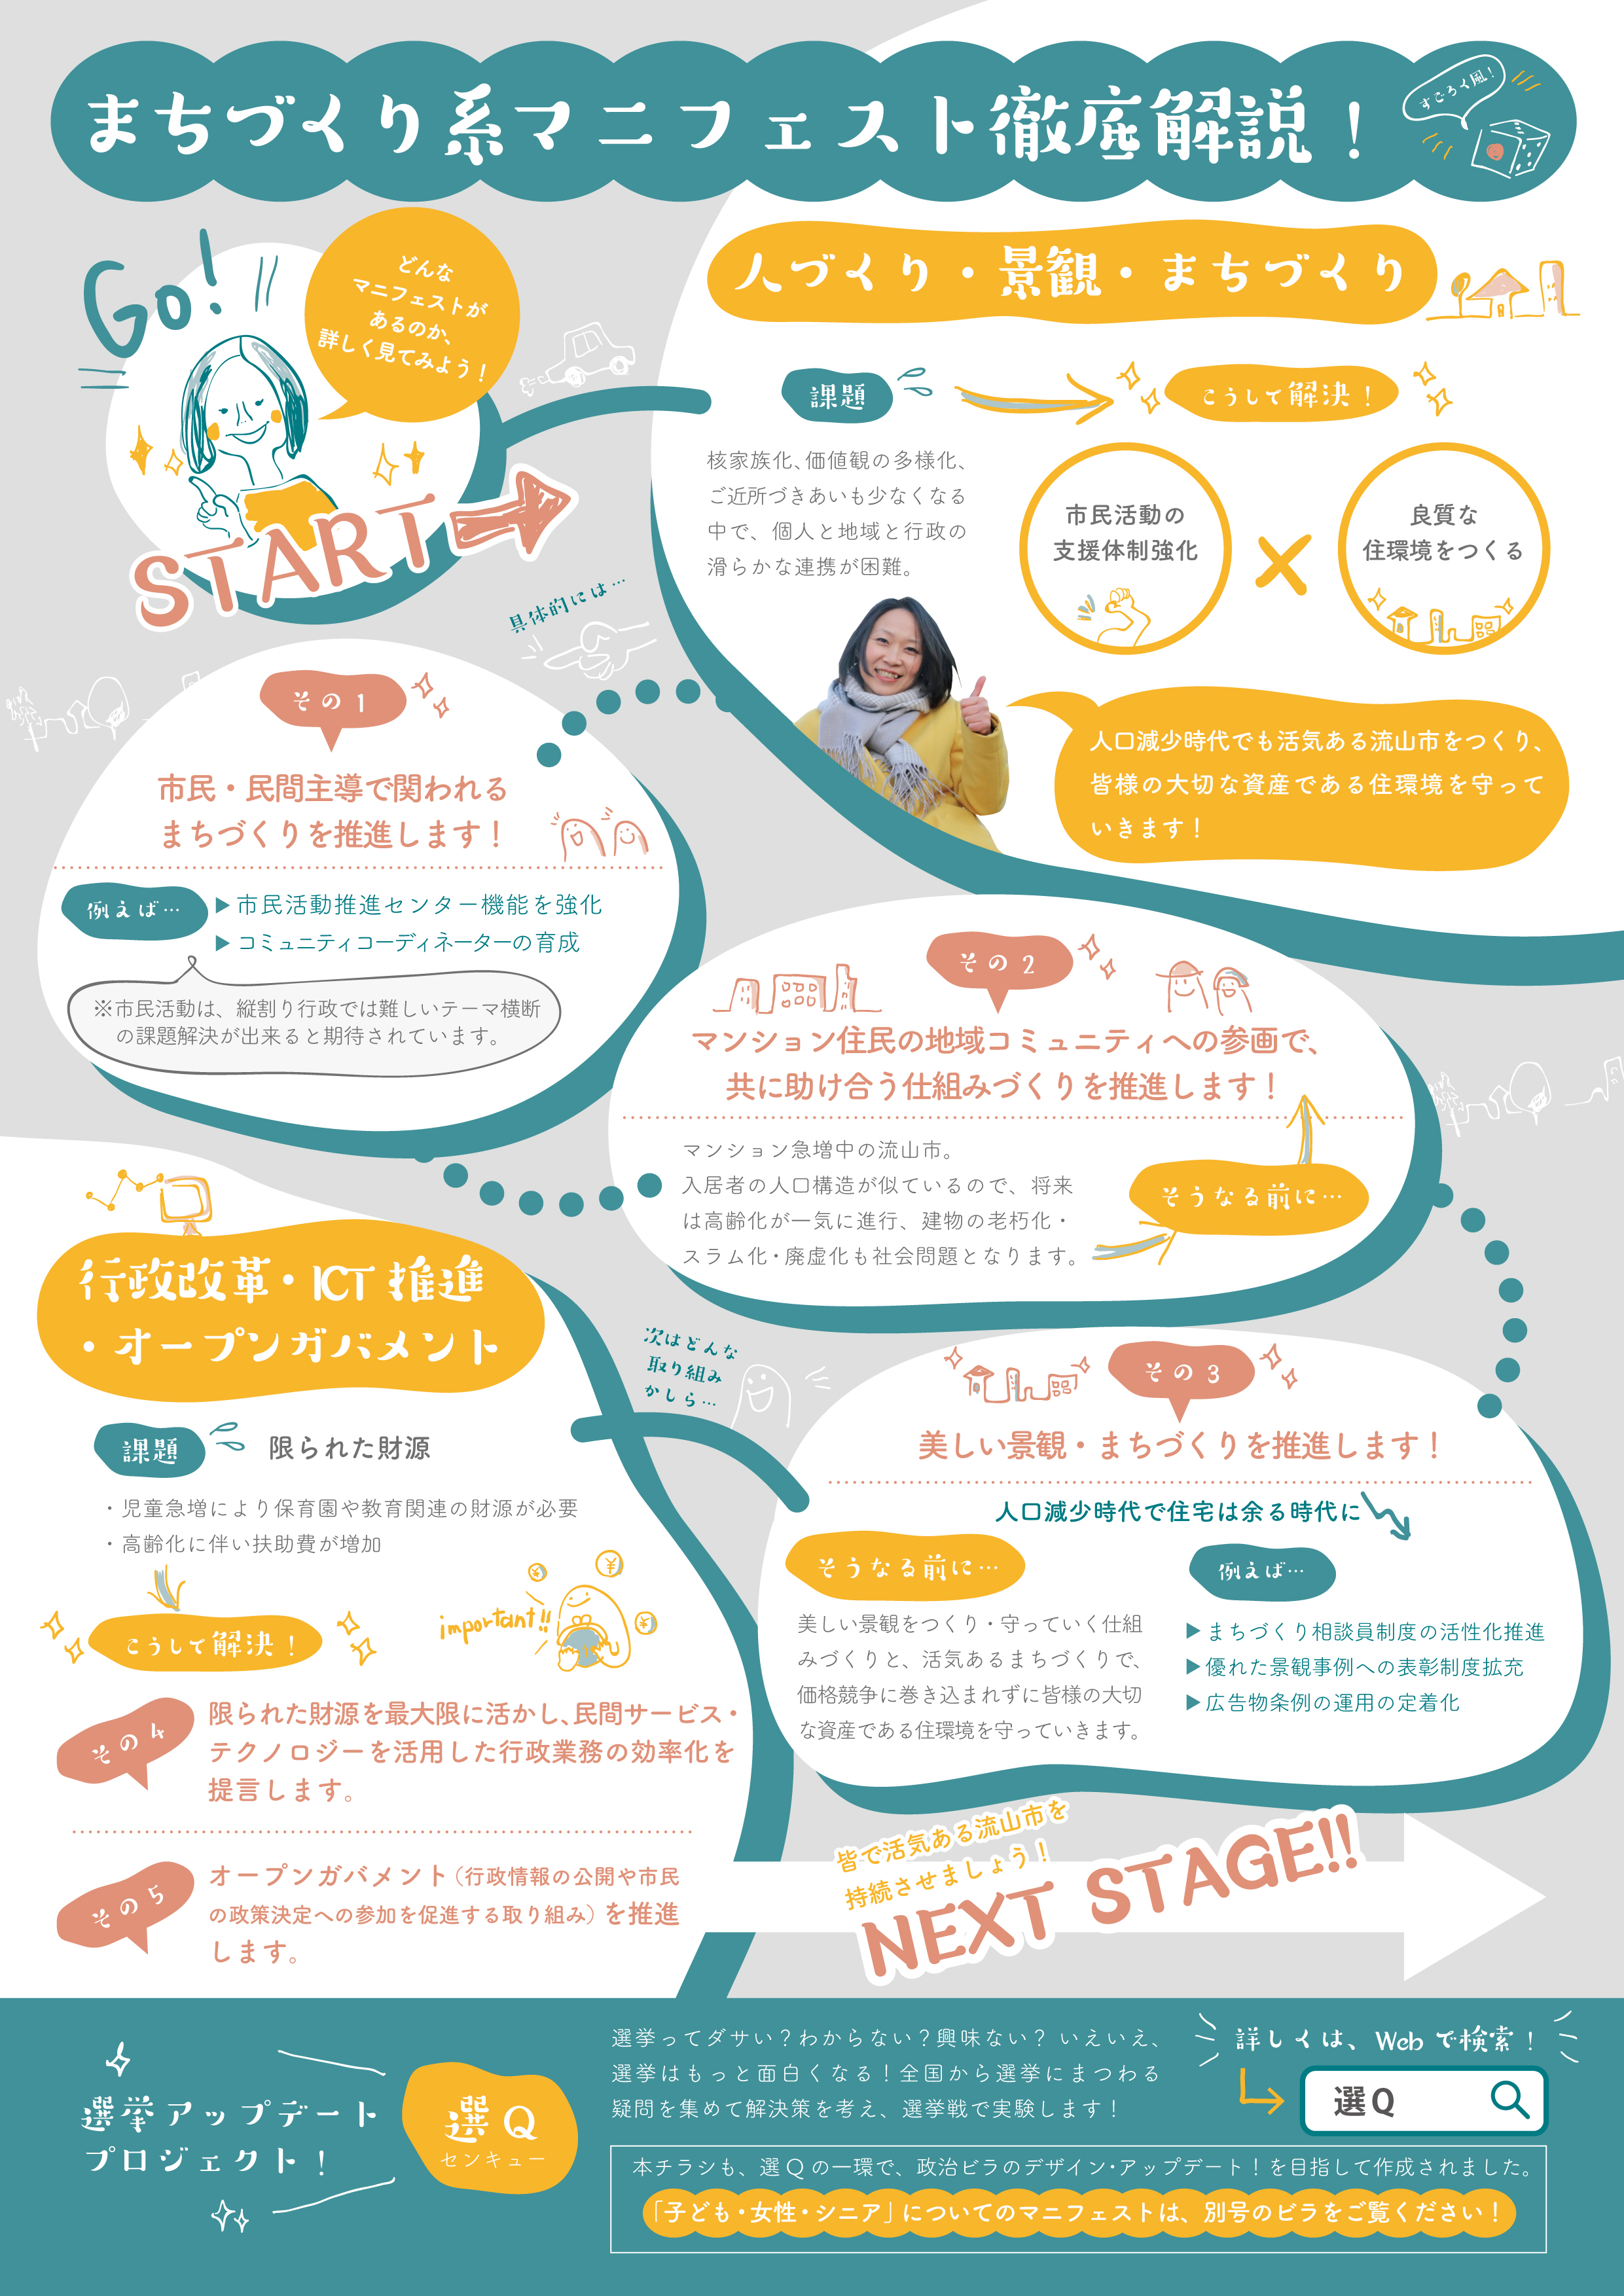 まちづくり系マニフェスト徹底解説！
すごろく風！
Go!
どんな
マニフェストが
あるのか、
詳しく見てみよう！
START
人づくり・景観・まちづくり
課題
こうして解決！
核家族化、価値観の多様化、
ご近所づきあいも少なくなる
中で、個人と地域と行政の
滑らかな連携が困難。
市民活動の
支援体制強化
×
良質な
住環境をつくる
人口減少時代でも活気ある流山市をつくり、
皆様の大切な資産である住環境を守って
いきます！
具体的には…
その1
市民・民間主導で関われる
まちづくりを推進します！
例えば…
▶市民活動推進センター機能を強化
▶コミュニティコーディネーターの育成
※市民活動は、縦割り行政では難しいテーマ横断
の課題解決が出来ると期待されています。
その2
マンション住民の地域コミュニティへの参画で、
共に助け合う仕組みづくりを推進します！
マンション急増中の流山市。
入居者の人口構造が似ているので、将来
は高齢化が一気に進行、建物の老朽化・
スラム化・廃虚化も社会問題となります。
そうなる前に…
その3
美しい景観・まちづくりを推進します！
人口減少時代で住宅は余る時代に
そうなる前に…
美しい景観をつくり・守っていく仕組
みづくりと、活気あるまちづくりで、
価格競争に巻き込まれずに皆様の大切
な資産である住環境を守っていきます。
例えば…
▶まちづくり相談員制度の活性化推進
▶優れた景観事例への表彰制度拡充
▶広告物条例の運用の定着化
次はどんな
取り組み
かしら…
行政改革・ICT推進
・オープンガバメント
課題
限られた財源
・児童急増により保育園や教育関連の財源が必要
・高齢化に伴い扶助費が増加
こうして解決！
important!!
¥
¥
¥
その4
限られた財源を最大限に活かし、民間サービス・
テクノロジーを活用した行政業務の効率化を
提言します。
その5
オープンガバメント（行政情報の公開や市民
の政策決定への参加を促進する取り組み）を推進
します。
皆で活気ある流山市を
持続させましょう！
NEXT STAGE!!
選挙アップデート
プロジェクト！
選Q
センキュー
選挙ってダサい？わからない？興味ない？ いえいえ、
選挙はもっと面白くなる！全国から選挙にまつわる
疑問を集めて解決策を考え、選挙戦で実験します！
詳しくは、Webで検索！
選Q
本チラシも、選Qの一環で、政治ビラのデザイン・アップデート！を目指して作成されました。
「子ども・女性・シニア」についてのマニフェストは、別号のビラをご覧ください！